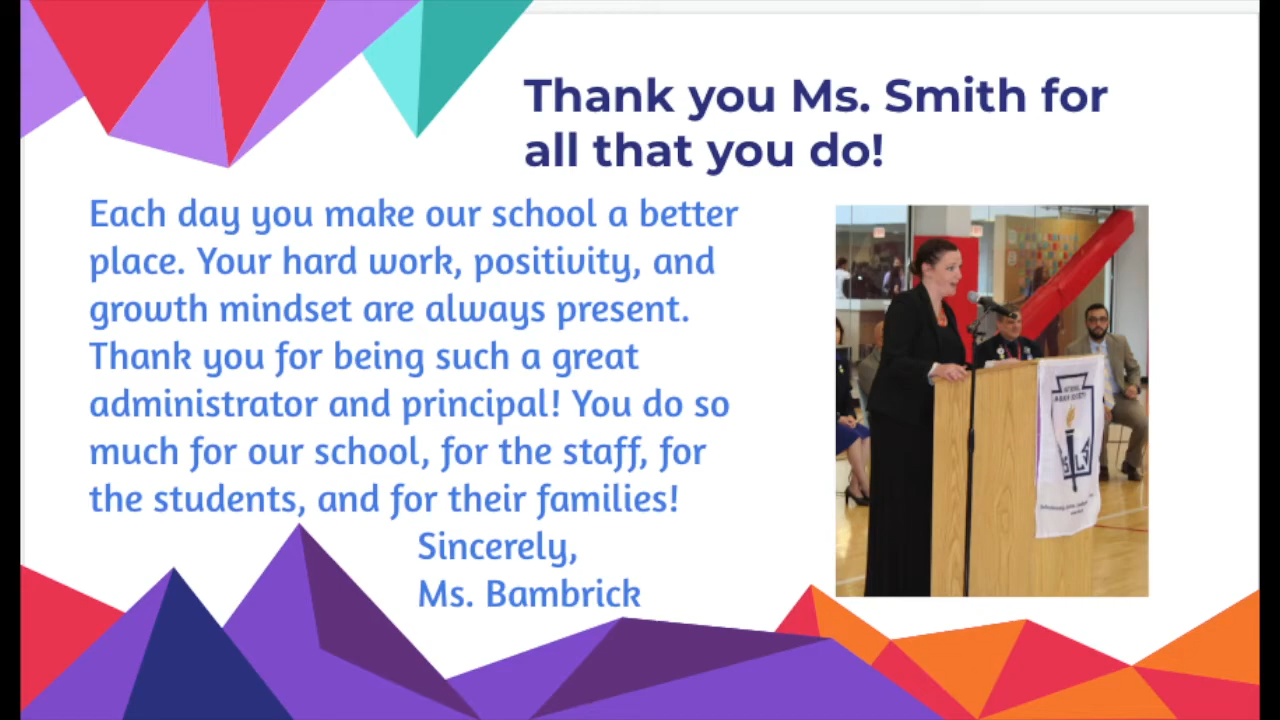 Thank you Ms. Smith for
all that you do!
Each day you make our school a better
place. Your hard work, positivity, and
growth mindset are always present.
Thank you for being such a great
administrator and principal! You do so
much for our school, for the staff, for
the students, and for their families!
Sincerely,
Ms. Bambrick